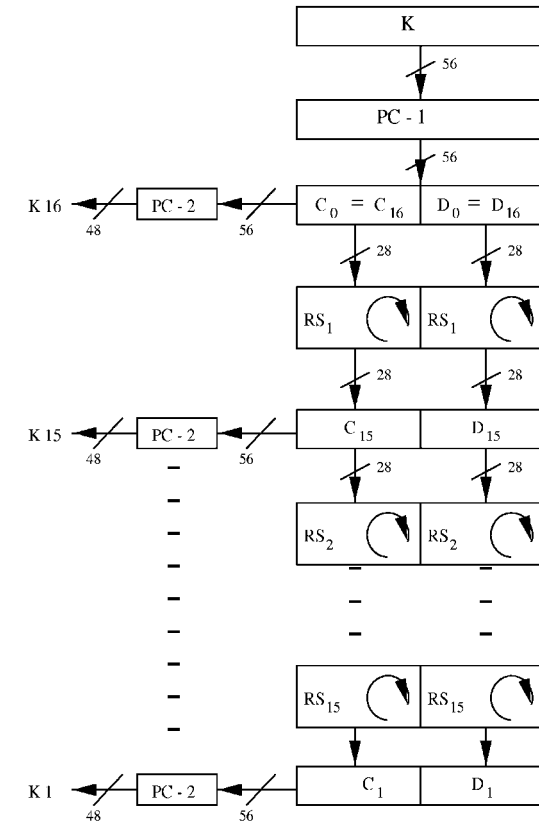 K
56
PC - 1
56
K 16 48 PC - 2 56 C0 = C16 D0 = D16
28 28
RS1 RS1
28 28
K 15 48 PC - 2 56 C15 D15
28 28
RS2 RS2
RS15 RS15
K 1 48 PC - 2 56 C1 D1